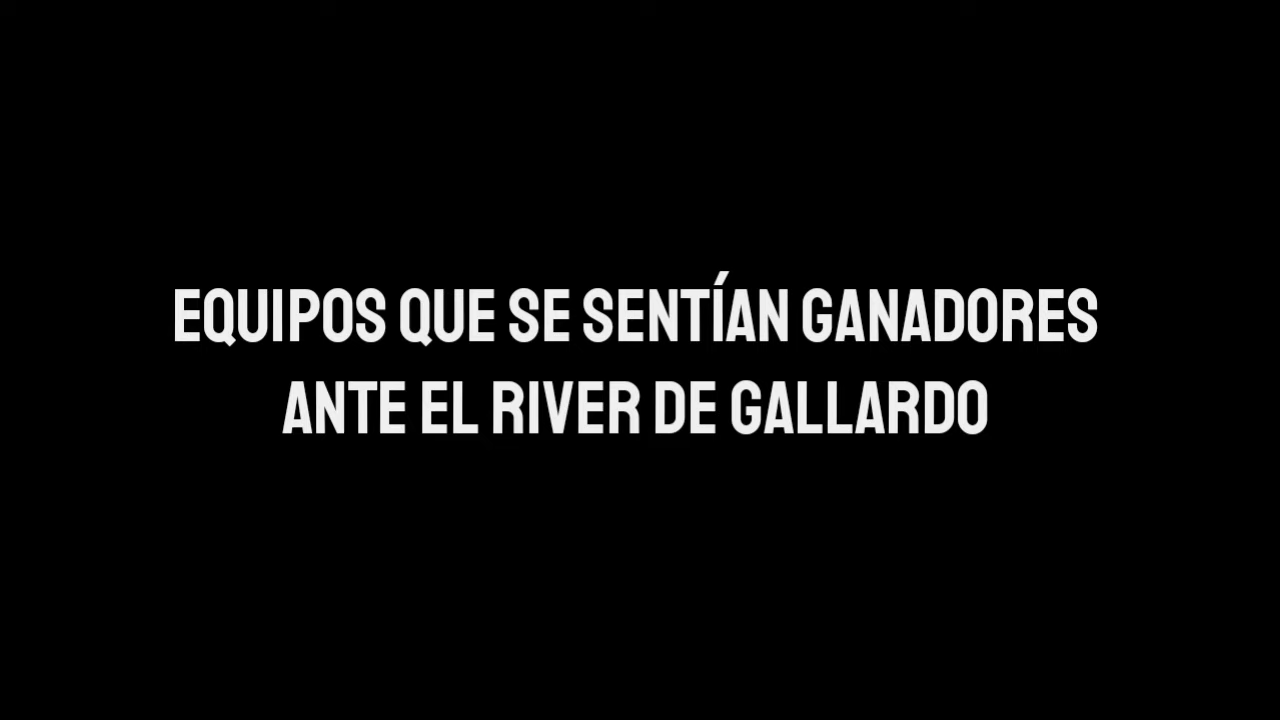 EQUIPOS QUE SE SENTÍAN GANADORES
ANTE EL RIVER DE GALLARDO